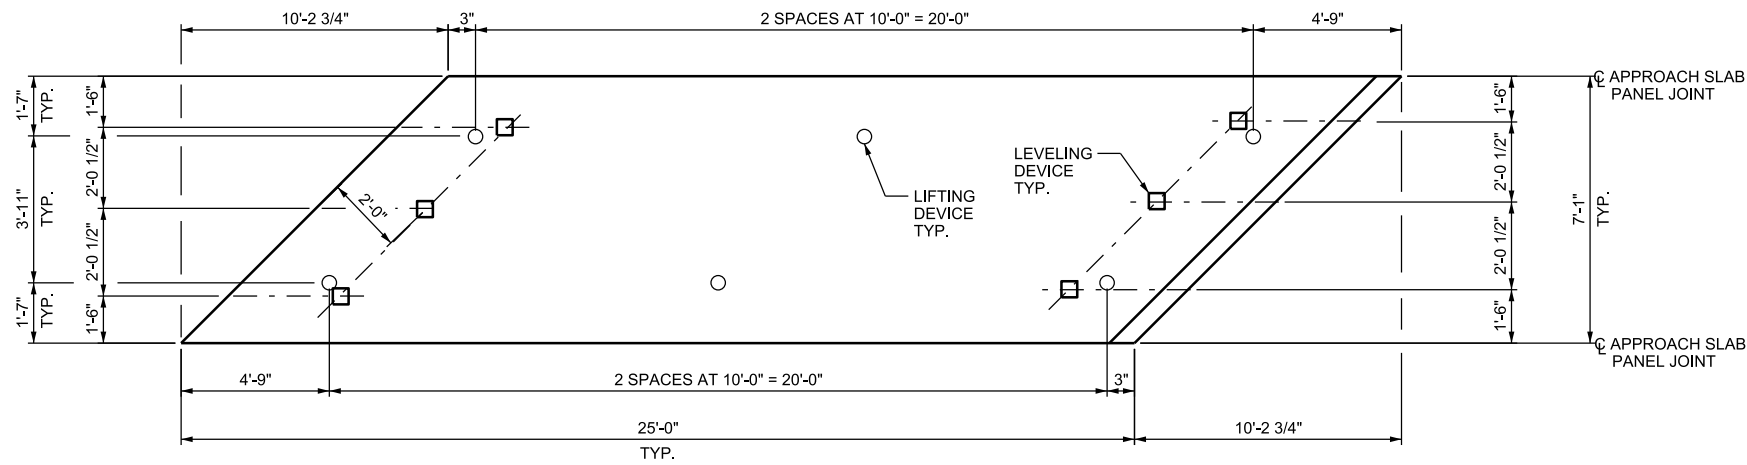 10'-2 3/4"
3"
2 SPACES AT 10'-0" = 20'-0"
4'-9"
1'-7"
TYP.
3'-11"
TYP.
1'-7"
TYP.
1'-6"
2'-0 1/2"
2'-0 1/2"
1'-6"
2'-0"
LIFTING
DEVICE
TYP.
LEVELING
DEVICE
TYP.
1'-6"
2'-0 1/2"
2'-0 1/2"
1'-6"
7'-1"
TYP.
℄ APPROACH SLAB
PANEL JOINT
℄ APPROACH SLAB
PANEL JOINT
4'-9"
2 SPACES AT 10'-0" = 20'-0"
3"
25'-0"
TYP.
10'-2 3/4"